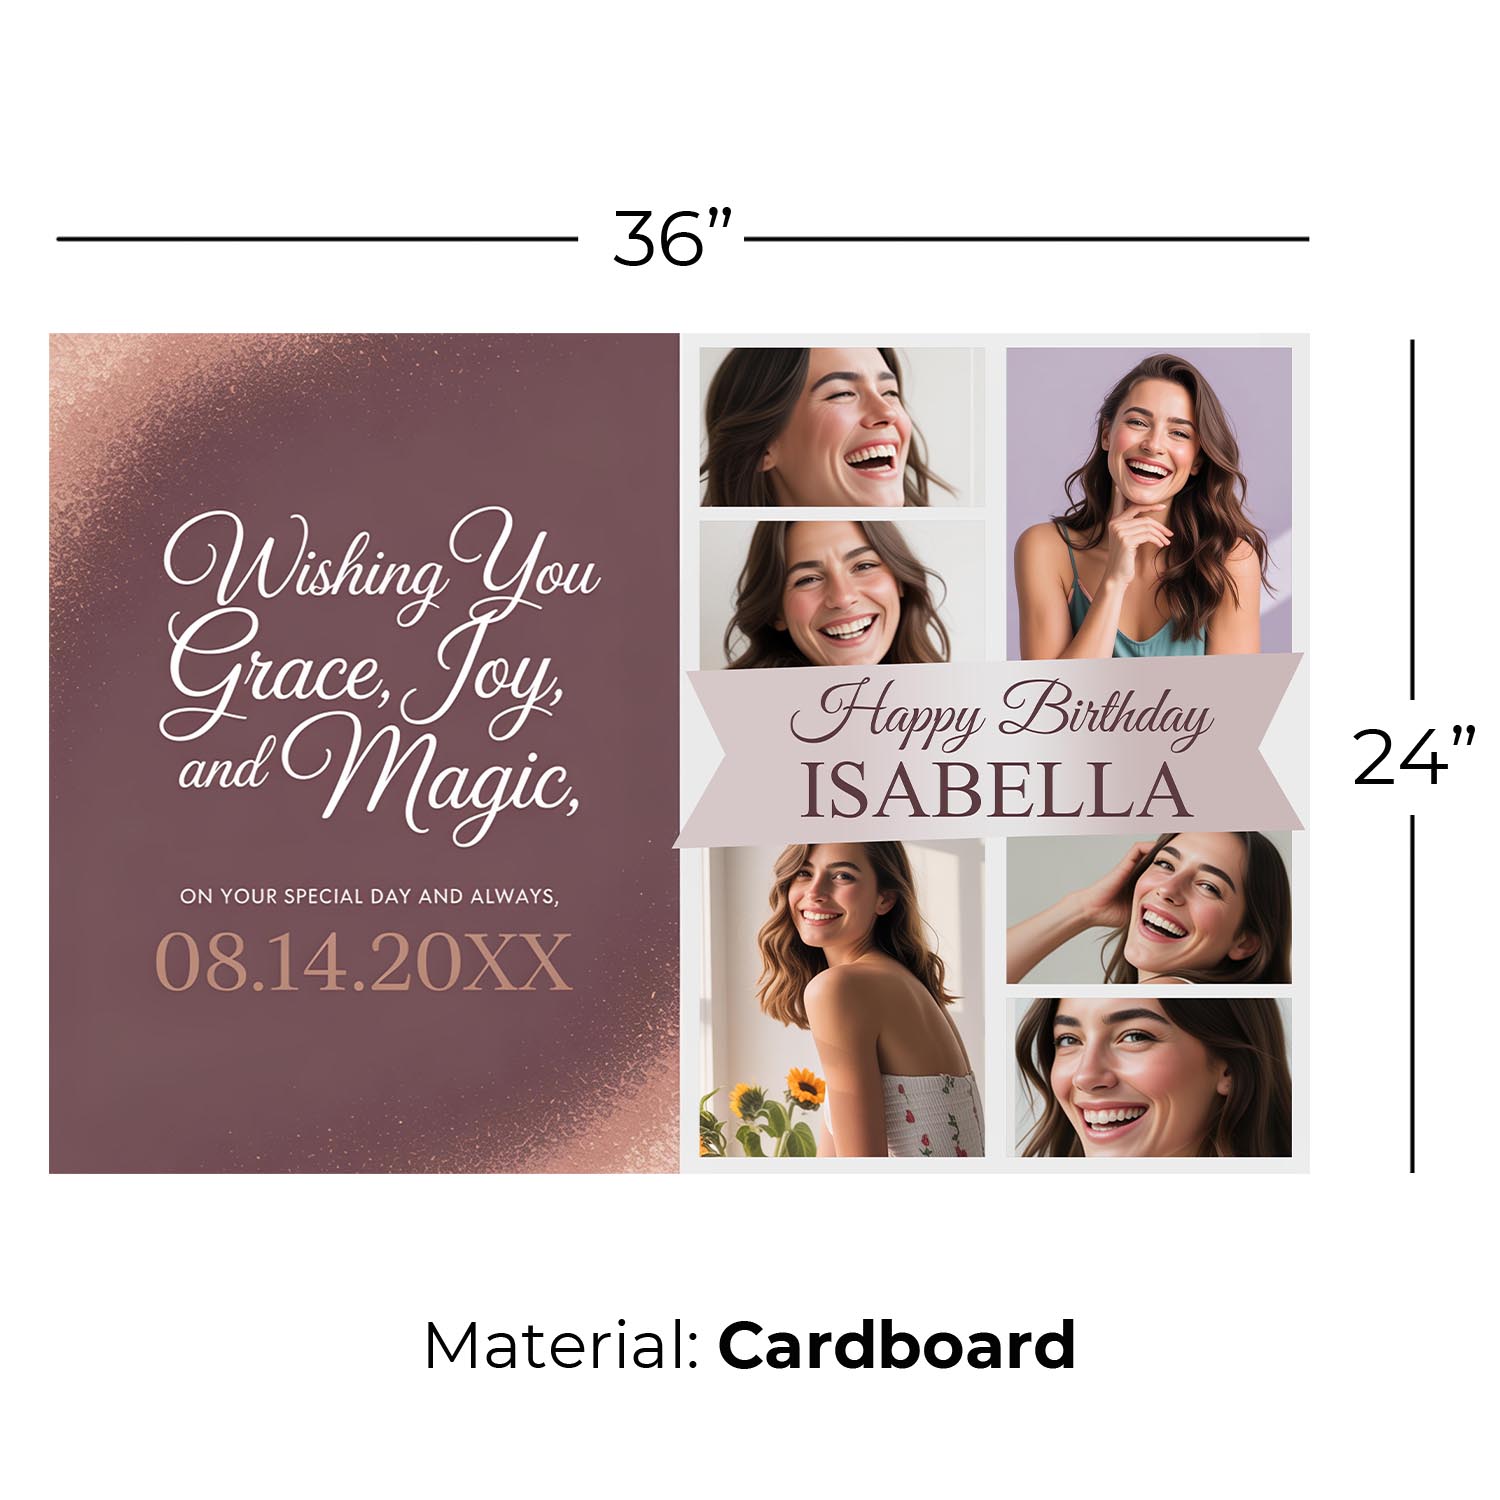 36”
Wishing You
Grace, Joy,
and Magic,
ON YOUR SPECIAL DAY AND ALWAYS,
08.14.20XX
Happy Birthday
ISABELLA
24”
Material: Cardboard